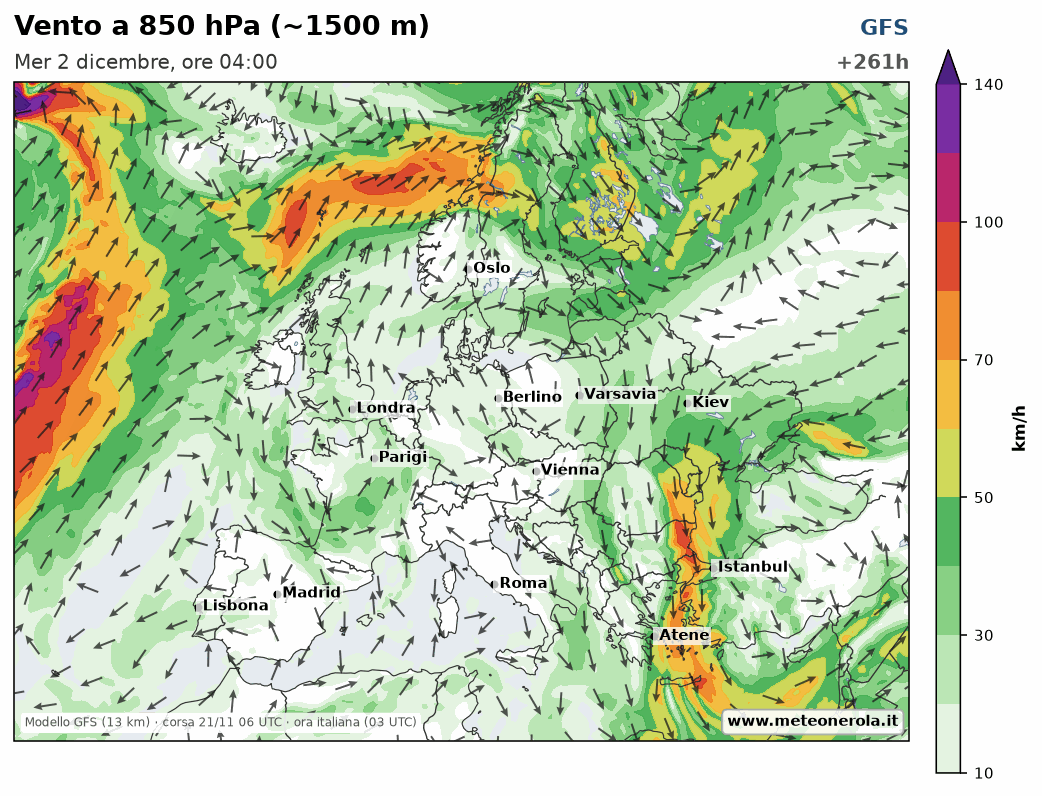 Vento a 850 hPa (~1500 m)
GFS
Mer 2 dicembre, ore 04:00
+261h
140
100
70
50
30
10
km/h
Oslo
Berlino
Varsavia
Kiev
Londra
Parigi
Vienna
Istanbul
Roma
Madrid
Lisbona
Atene
Modello GFS (13 km) · corsa 21/11 06 UTC · ora italiana (03 UTC)
www.meteonerola.it